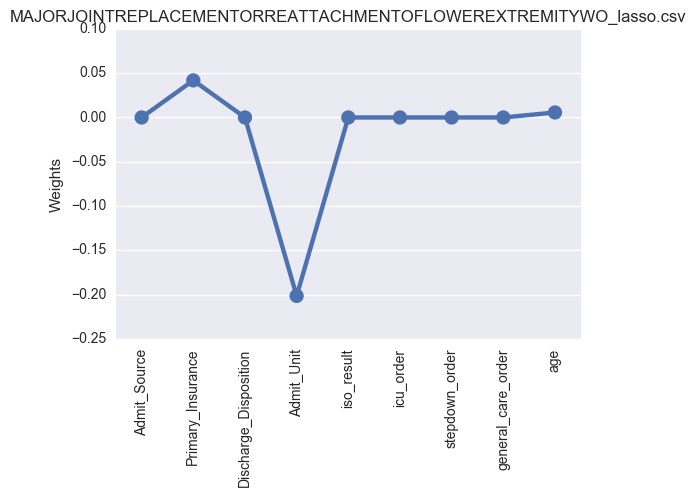 MAJORJOINTREPLACEMENTORREATTACHMENTOFLOWEREXTREMITYWO_lasso.csv
0.10
0.05
0.00
−0.05
−0.10
−0.15
−0.20
−0.25
Weights
Admit_Source
Primary_Insurance
Discharge_Disposition
Admit_Unit
iso_result
icu_order
stepdown_order
general_care_order
age